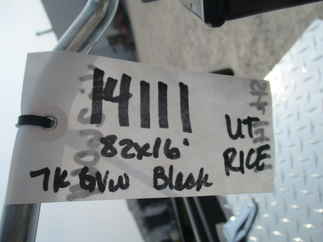 14111
82x16'
UT
RICE
7K GVW Black